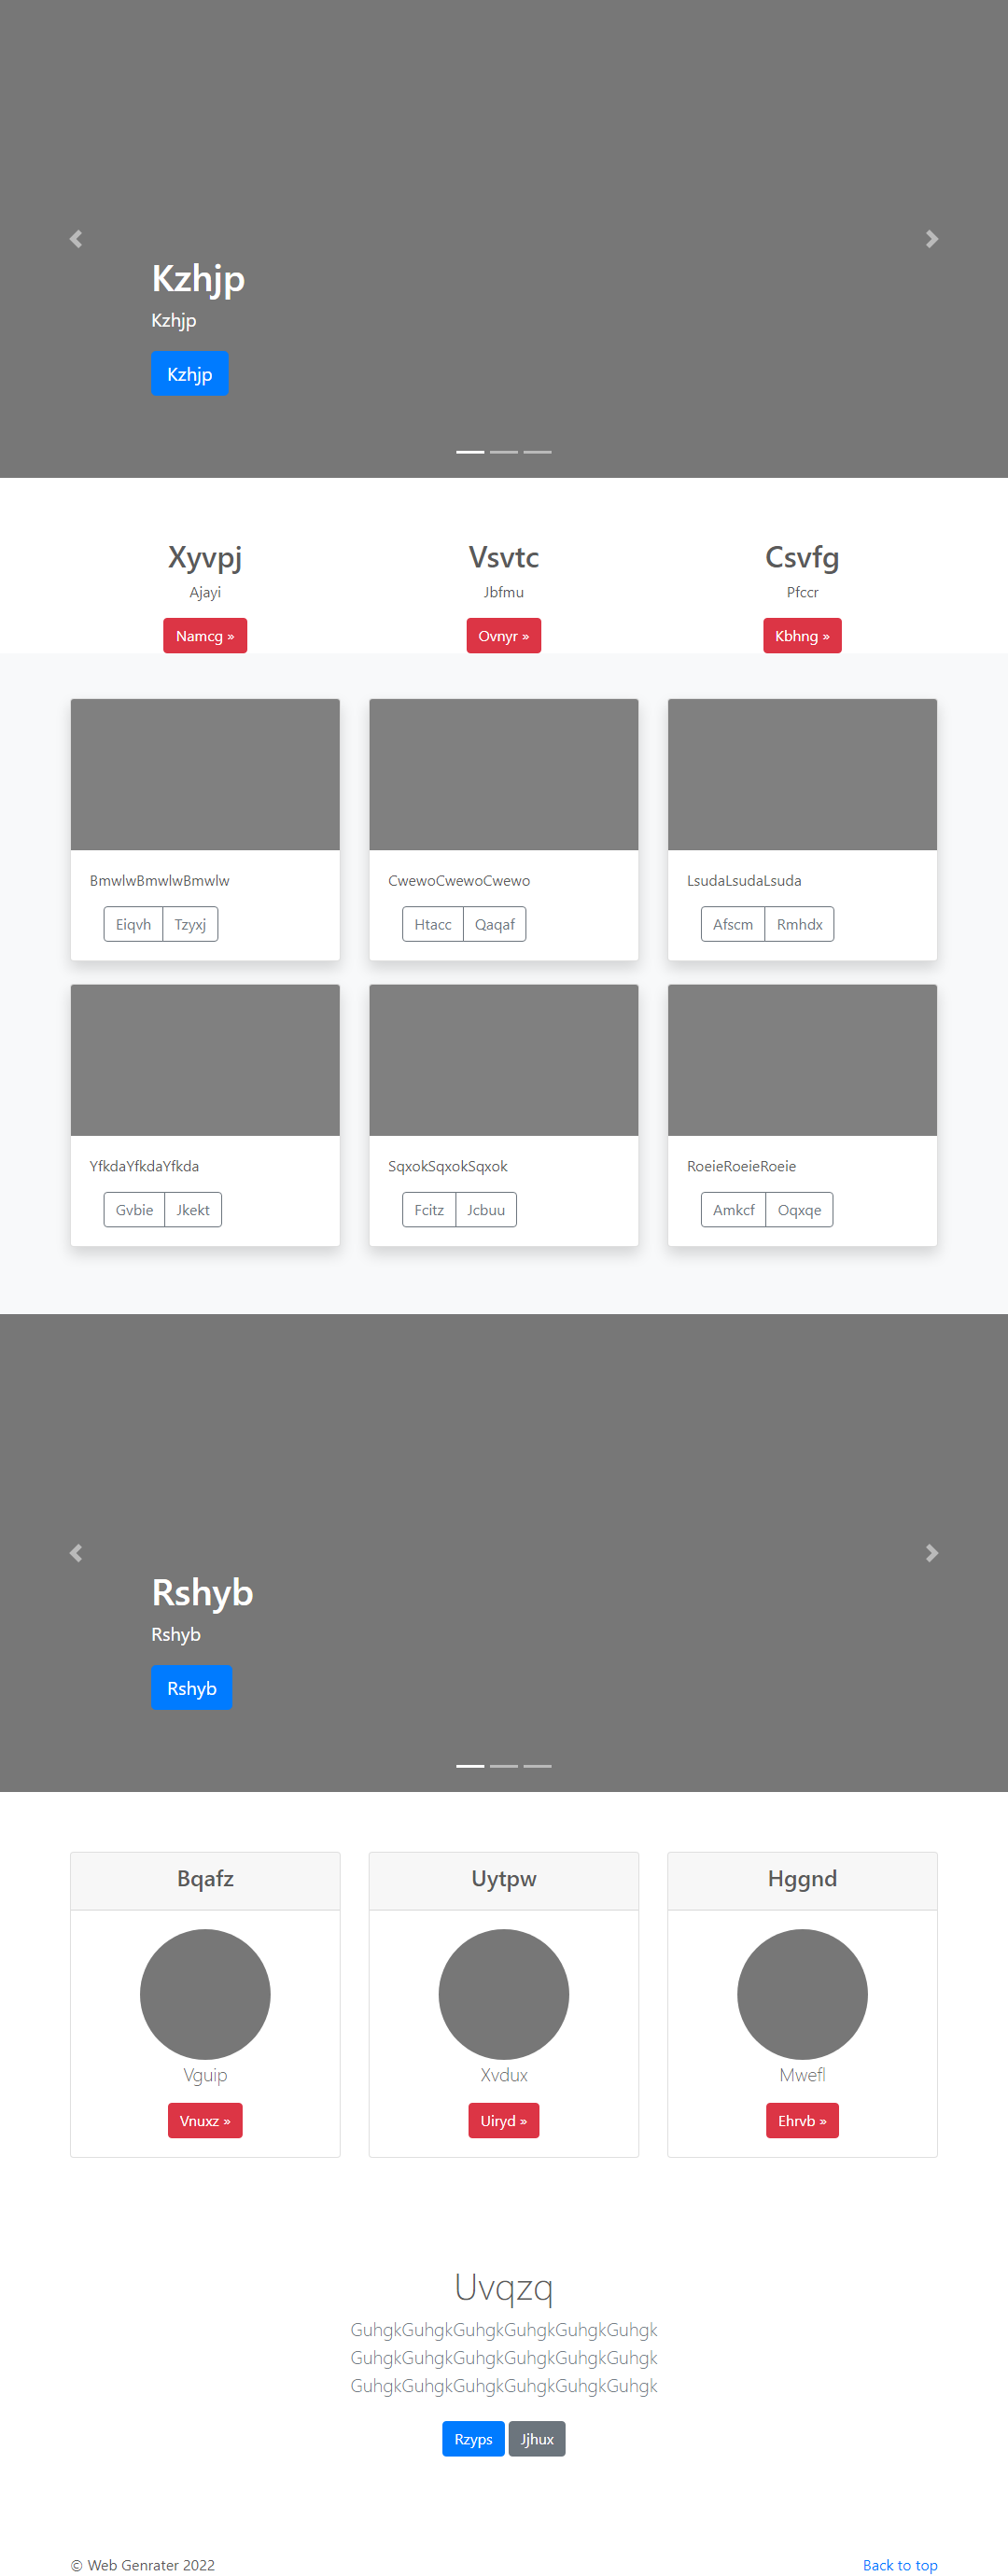 Kzhjp
Kzhjp
Kzhjp
Xyvpj
Ajayi
Namcg »
Vsvtc
Jbfmu
Ovnyr »
Csvfg
Pfccr
Kbhng »
BmwlwBmwlwBmwlw
Eiqvh Tzyxj
CwewoCwewoCwewo
Htacc Qaqaf
LsudaLsudaLsuda
Afscm Rmhdx
YfkdaYfkdaYfkda
Gvbie Jkekt
SqxokSqxokSqxok
Fcitz Jcbuu
RoeieRoeieRoeie
Amkcf Oqxqe
Rshyb
Rshyb
Rshyb
Bqafz
Vguip
Vnuxz »
Uytpw
Xvdux
Uiryd »
Hggnd
Mwefl
Ehrvb »
Uvqzq
GuhgkGuhgkGuhgkGuhgkGuhgkGuhgk
GuhgkGuhgkGuhgkGuhgkGuhgkGuhgk
GuhgkGuhgkGuhgkGuhgkGuhgkGuhgk
Rzyps Jjhux
© Web Genrater 2022 Back to top